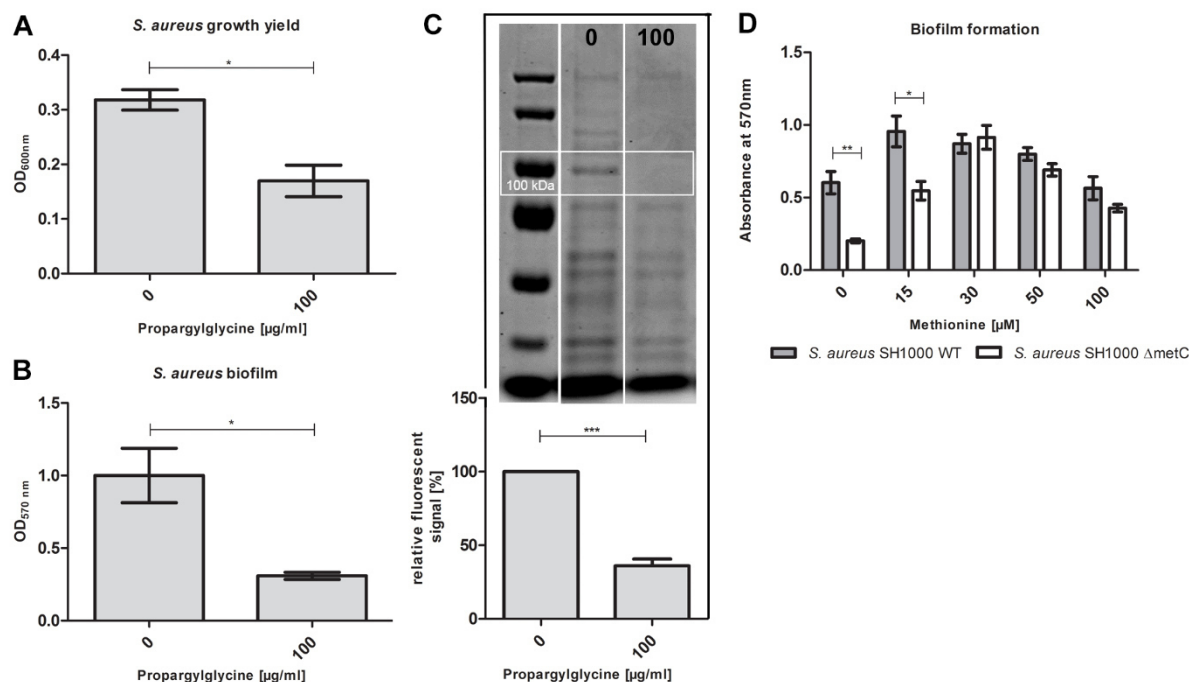 A
S. aureus growth yield
*
0.4
0.3
0.2
0.1
0.0
OD600nm
0
100
Propargylglycine [µg/ml]
B
S. aureus biofilm
*
1.5
1.0
0.5
0.0
OD570 nm
0
100
Propargylglycine [µg/ml]
C
0 100
100 kDa
***
150
100
50
0
relative fluorescent
signal [%]
0
100
Propargylglycine [µg/ml]
D
Biofilm formation
**
*
1.5
1.0
0.5
0.0
Absorbance at 570nm
0
15
30
50
100
Methionine [µM]
S. aureus SH1000 WT
S. aureus SH1000 ΔmetC